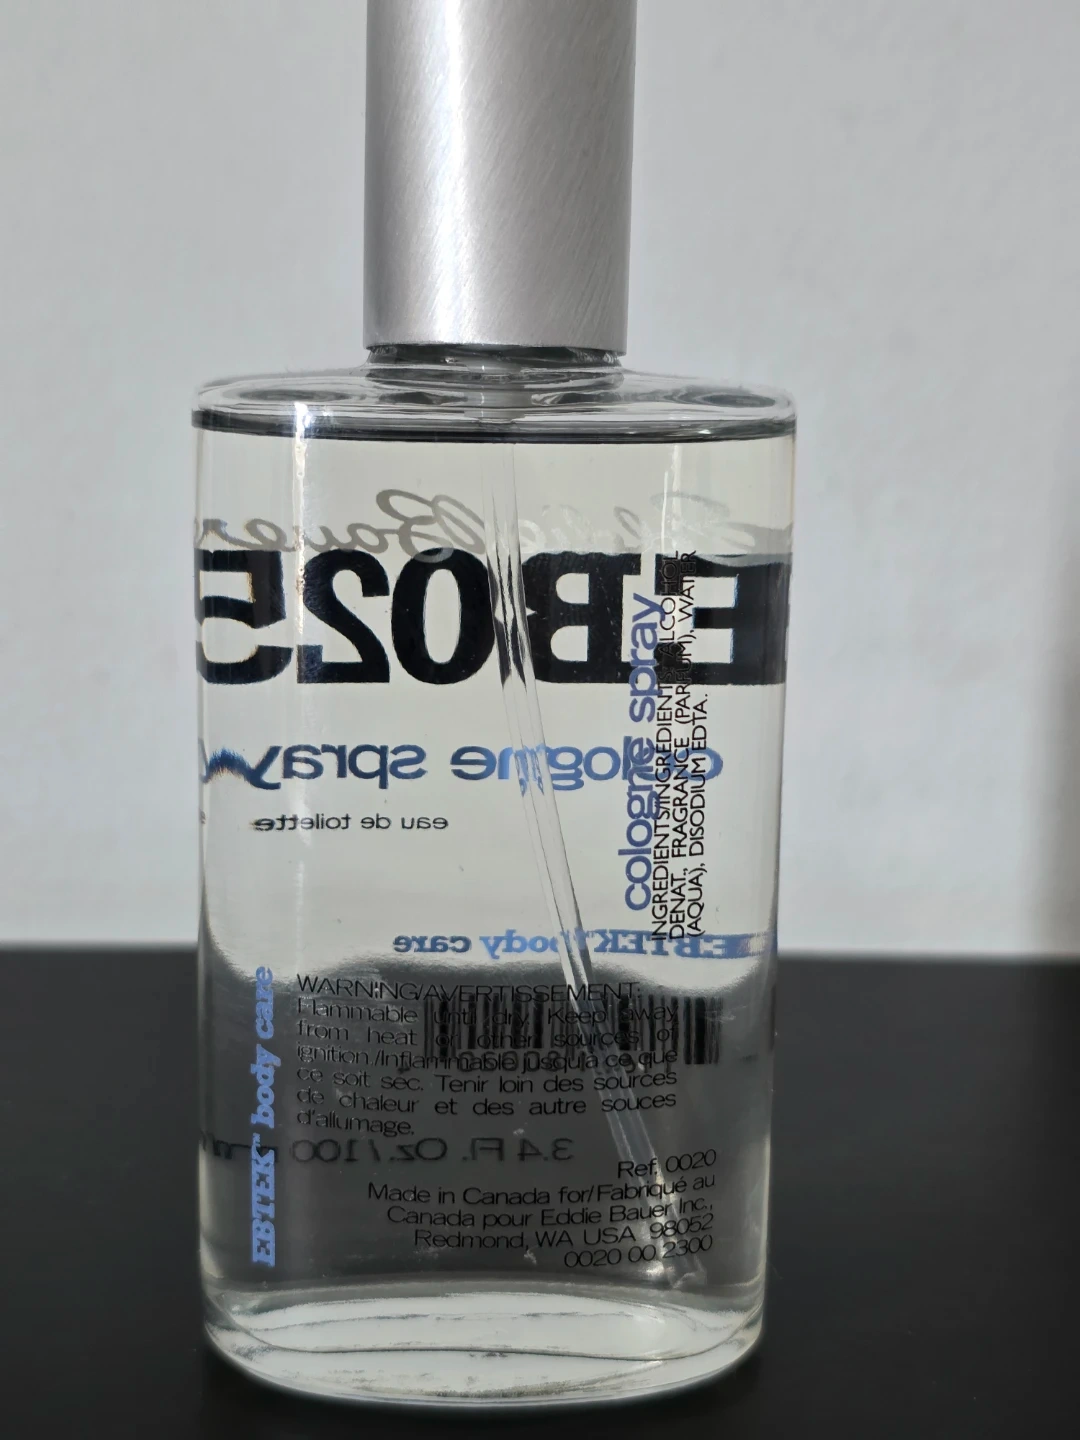 Eddie Bauer
EB025
cologne spray
eau de toilette
EBTEK body care
cologne spray
INGREDIENTS/INGREDIENTS: ALCOHOL
DENAT., FRAGRANCE (PARFUM), WATER
(AQUA), DISODIUM EDTA.
EBTEK™ body care
WARNING/AVERTISSEMENT:
Flammable until dry. Keep away
from heat or other sources of
ignition./Inflammable jusqu'a ce que
ce soit sec. Tenir loin des sources
de chaleur et des autre souces
d'allumage.
3.4 Fl. Oz./100
Ref. 0020
Made in Canada for/Fabriqué au
Canada pour Eddie Bauer Inc.,
Redmond, WA USA 98052
0020 00 2300